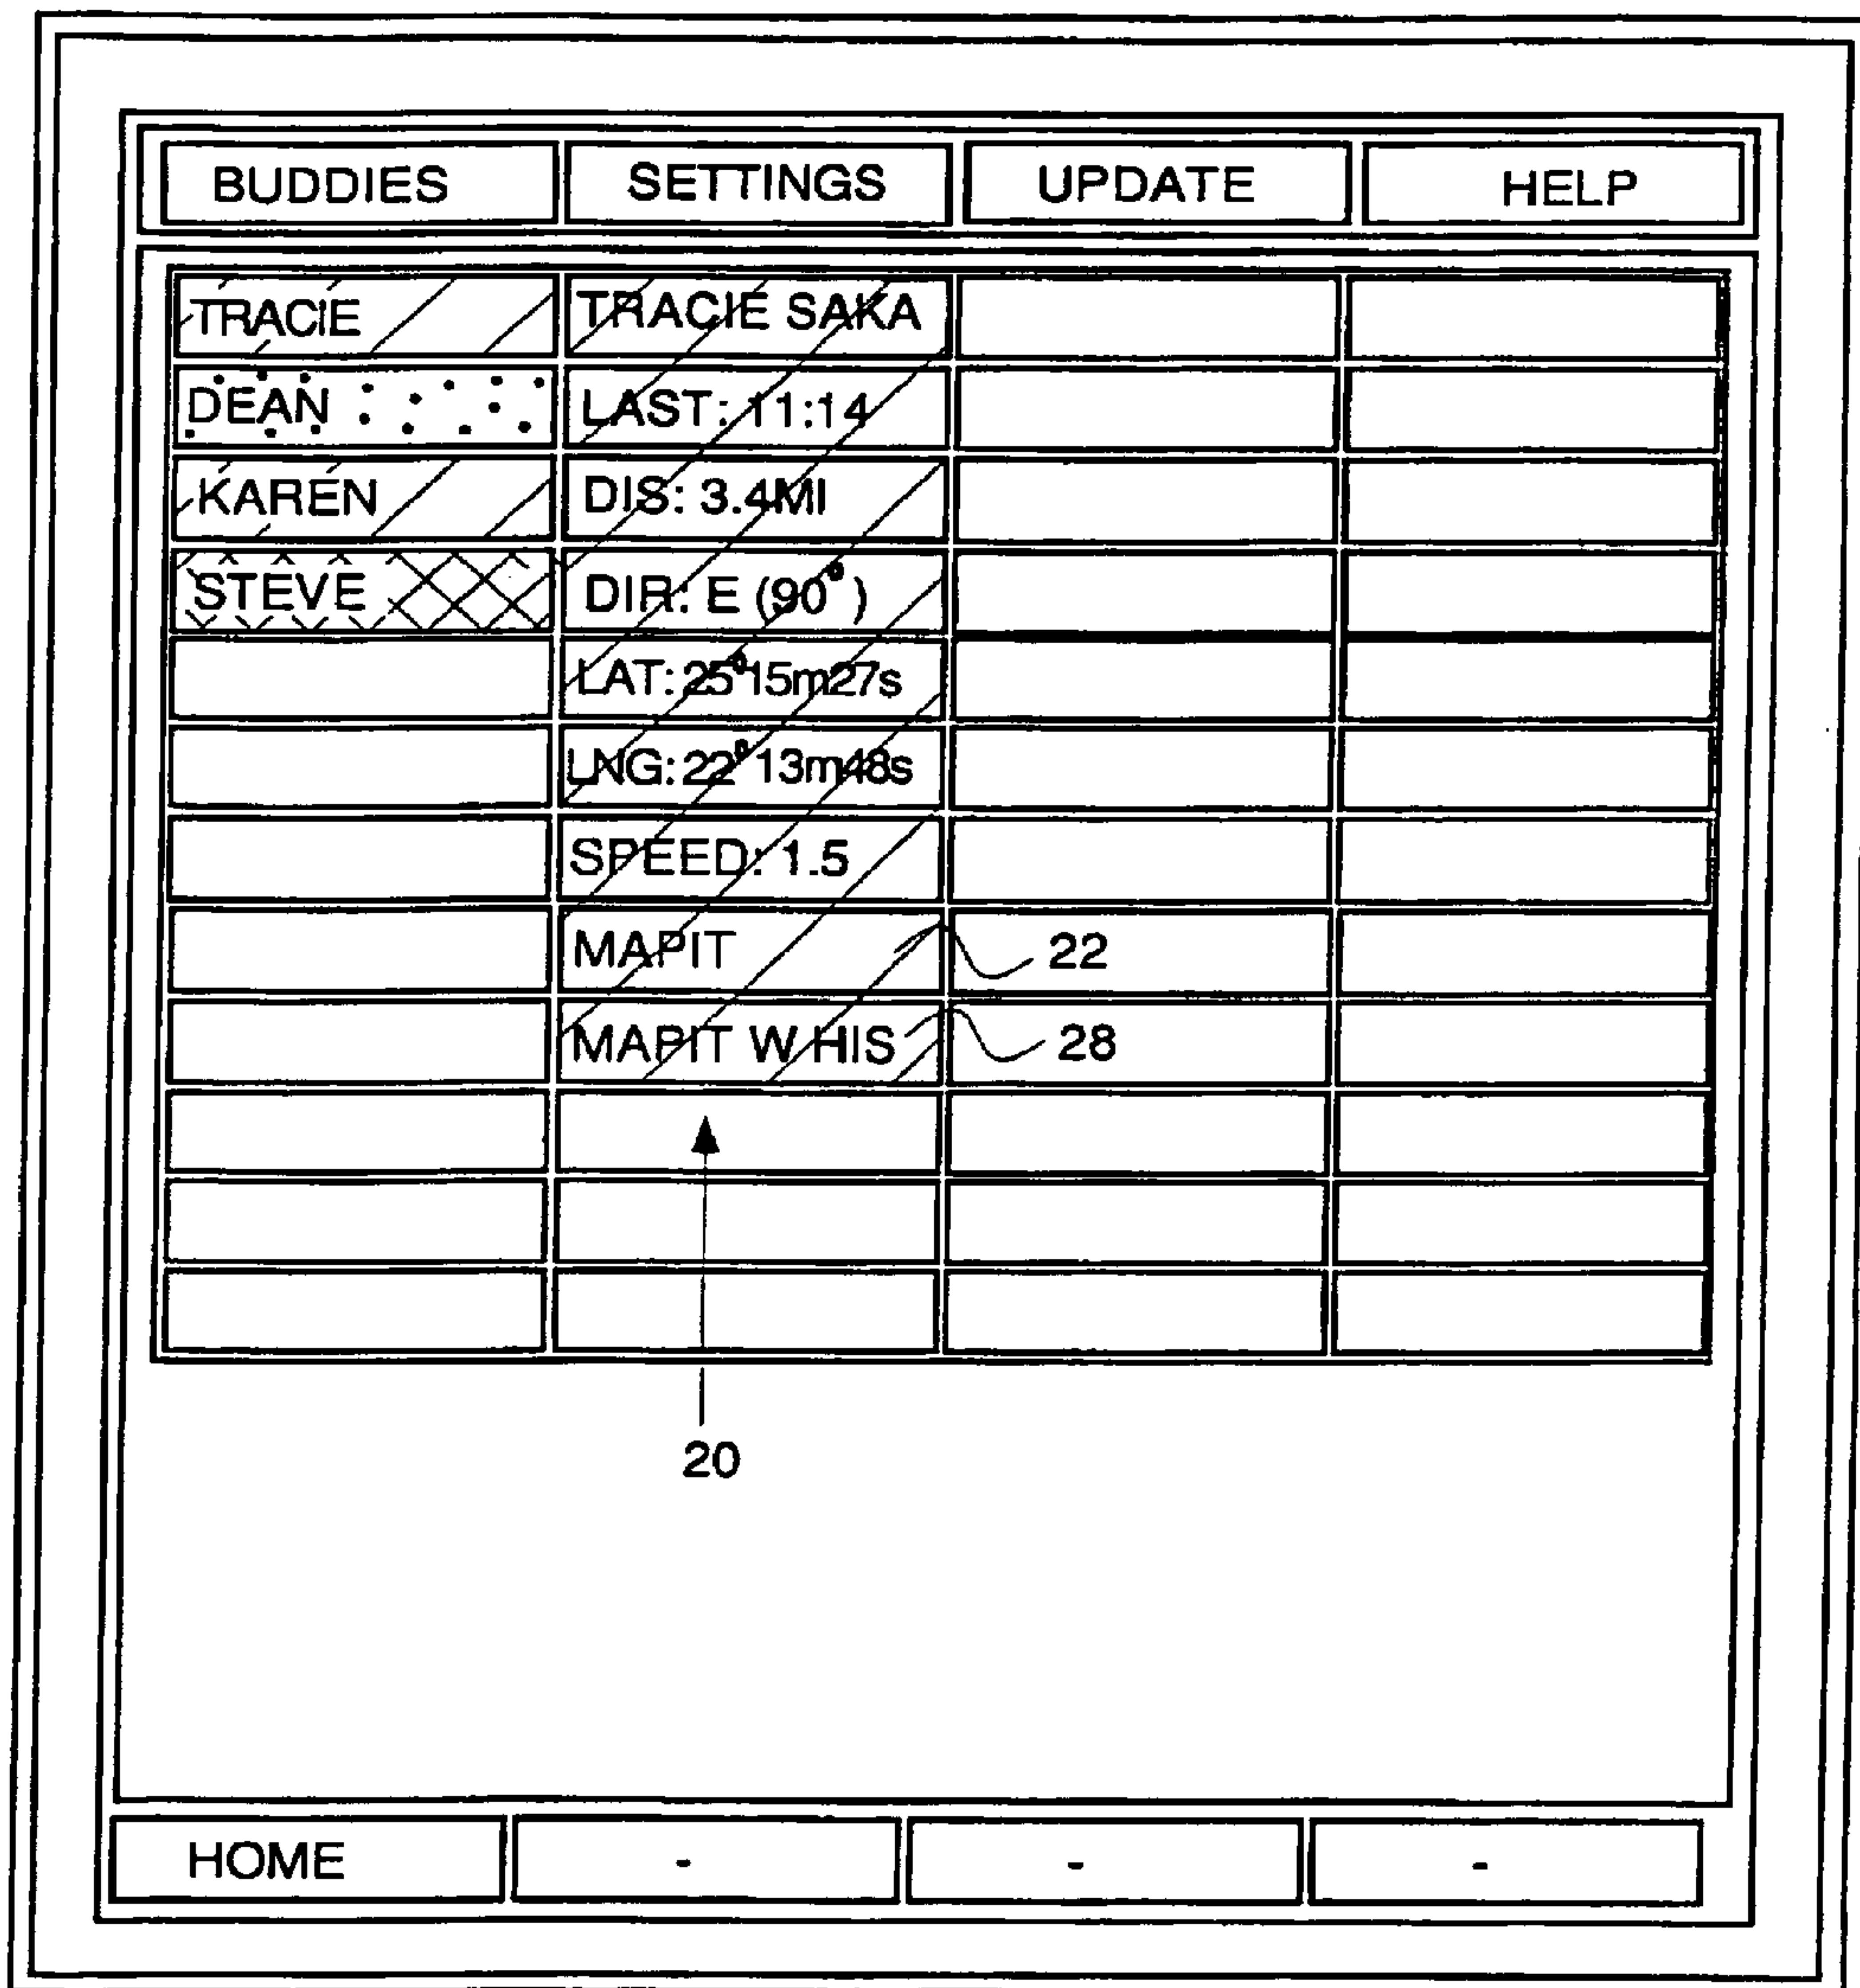 BUDDIES SETTINGS UPDATE HELP
TRACIE TRACIE SAKA
DEAN LAST: 11:14
KAREN DIS: 3.4MI
STEVE DIR: E (90°)
LAT: 25°15m27s
LNG: 22°13m48s
SPEED: 1.5
MAPIT 22
MAPIT W HIS 28
20
HOME - - -